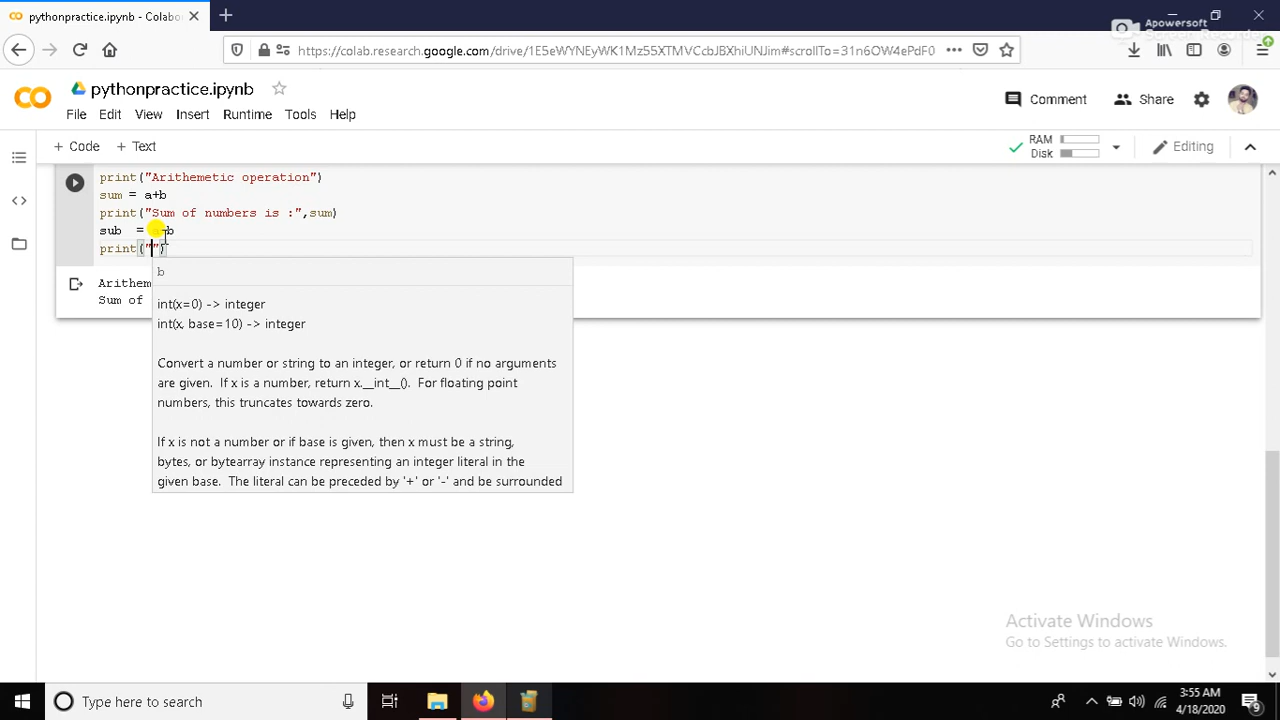 pythonpractice.ipynb - Colabo
Apowersoft
Screen Recorder
https://colab.research.google.com/drive/1E5eWYNEyWK1Mz55XTMVCcbJBXhiUNJim#scrollTo=31n6OW4ePdF0
pythonpractice.ipynb
Comment
Share
File Edit View Insert Runtime Tools Help
+ Code + Text
RAM
Disk
Editing
print("Arithemetic operation")
sum = a+b
print("Sum of numbers is :",sum)
sub =
b
print("")
Aritheme
Sum of
b
int(x=0) -> integer
int(x, base=10) -> integer
Convert a number or string to an integer, or return 0 if no arguments
are given. If x is a number, return x.__int__(). For floating point
numbers, this truncates towards zero.
If x is not a number or if base is given, then x must be a string,
bytes, or bytearray instance representing an integer literal in the
given base. The literal can be preceded by '+' or '-' and be surrounded
Activate Windows
Go to Settings to activate Windows.
Type here to search
3:55 AM
4/18/2020
9